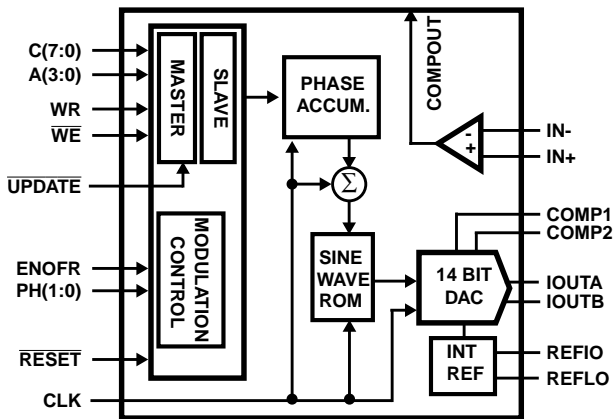 C(7:0)
A(3:0)
WR
WE
UPDATE
ENOFR
PH(1:0)
RESET
CLK
MASTER
SLAVE
MODULATION
CONTROL
PHASE
ACCUM.
Σ
SINE
WAVE
ROM
COMPOUT
-
+
IN-
IN+
COMP1
COMP2
14 BIT
DAC
IOUTA
IOUTB
INT
REF
REFIO
REFLO